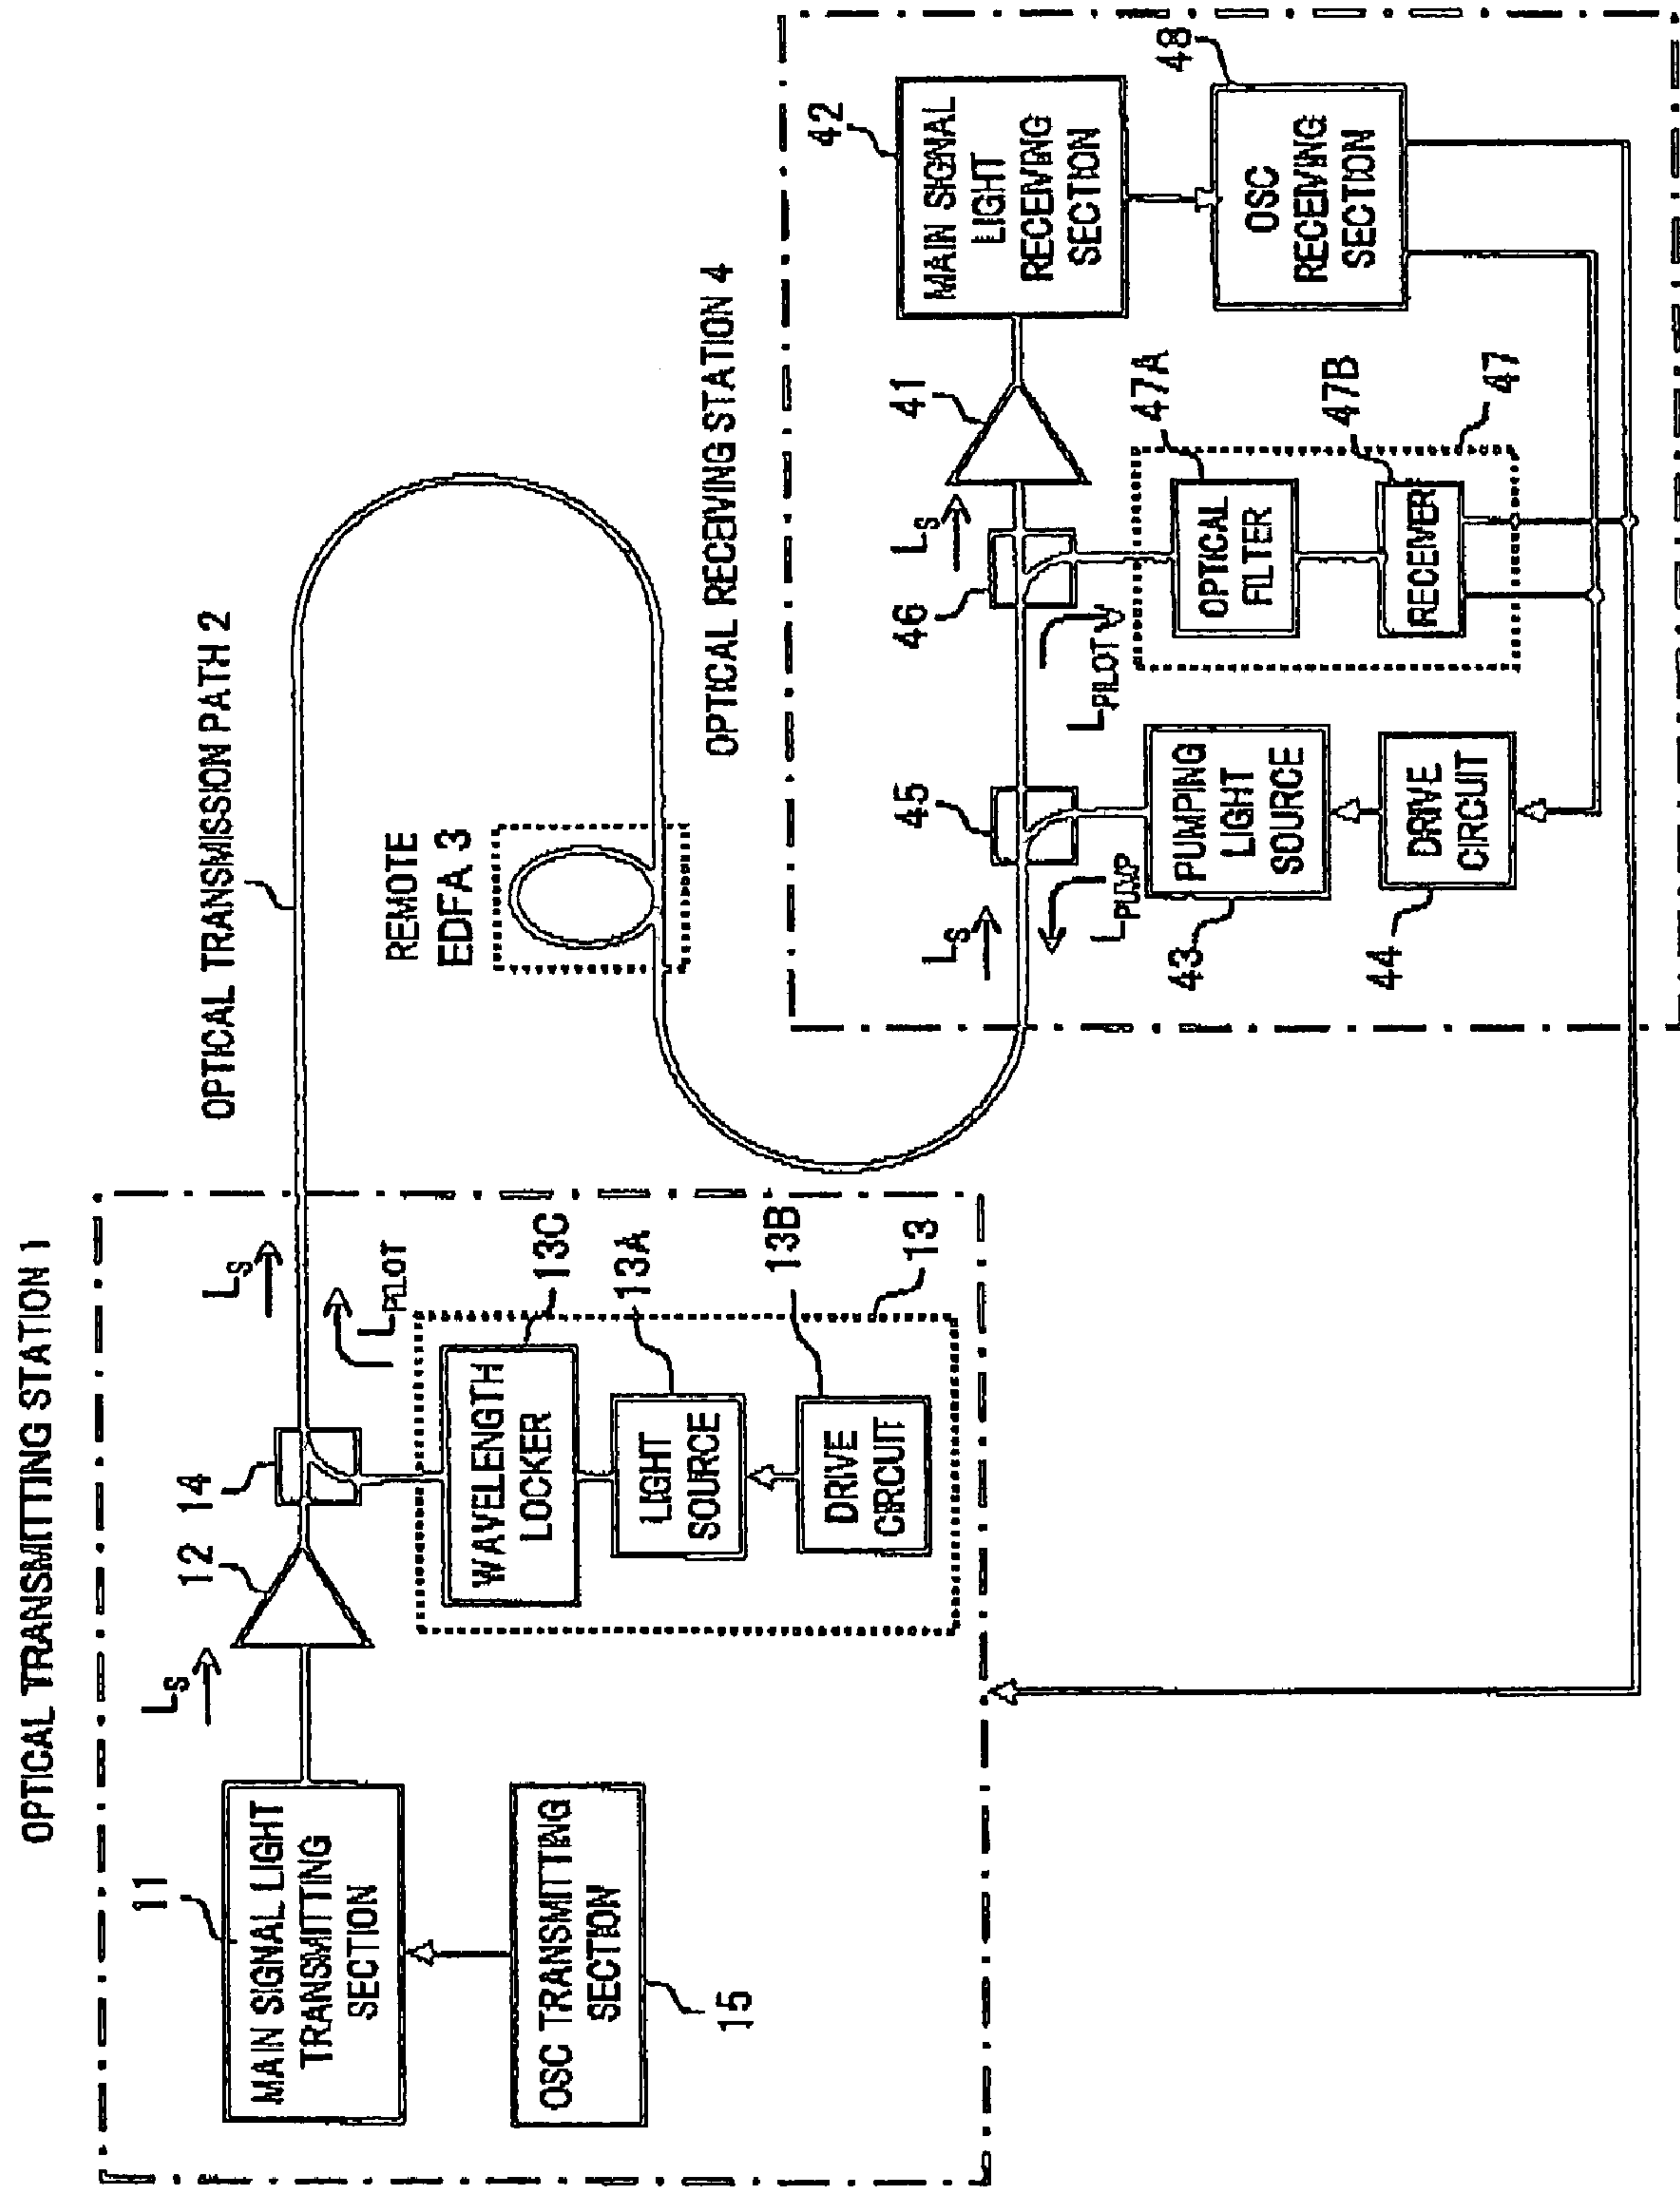 OPTICAL TRANSMITTING STATION 1
11
MAIN SIGNAL LIGHT
TRANSMITTING
SECTION
OSC TRANSMITTING
SECTION
15
LS
12
14
LS
LPILOT
WAVELENGTH
LOCKER
13C
LIGHT
SOURCE
13A
DRIVE
CIRCUIT
13B
13
OPTICAL TRANSMISSION PATH 2
REMOTE
EDFA 3
OPTICAL RECEIVING STATION 4
LS
LPUMP
45
PUMPING
LIGHT
SOURCE
43
DRIVE
CIRCUIT
44
46
LS
LPILOT
OPTICAL
FILTER
47A
RECEIVER
47B
47
41
42
MAIN SIGNAL
LIGHT
RECEIVING
SECTION
48
OSC
RECEIVING
SECTION